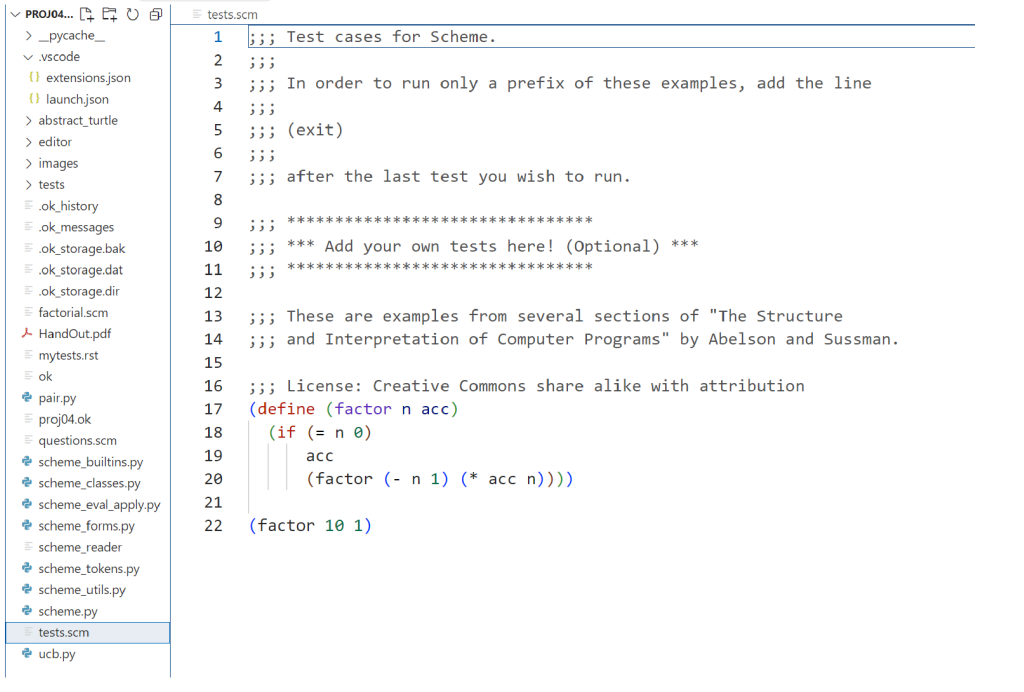 PROJ04...
__pycache__
.vscode
extensions.json
launch.json
abstract_turtle
editor
images
tests
.ok_history
.ok_messages
.ok_storage.bak
.ok_storage.dat
.ok_storage.dir
factorial.scm
HandOut.pdf
mytests.rst
ok
pair.py
proj04.ok
questions.scm
scheme_builtins.py
scheme_classes.py
scheme_eval_apply.py
scheme_forms.py
scheme_reader
scheme_tokens.py
scheme_utils.py
scheme.py
tests.scm
ucb.py
tests.scm
1 ;;; Test cases for Scheme.
2 ;;;
3 ;;; In order to run only a prefix of these examples, add the line
4 ;;;
5 ;;; (exit)
6 ;;;
7 ;;; after the last test you wish to run.
8
9 ;;; ********************************
10 ;;; *** Add your own tests here! (Optional) ***
11 ;;; ********************************
12
13 ;;; These are examples from several sections of "The Structure
14 ;;; and Interpretation of Computer Programs" by Abelson and Sussman.
15
16 ;;; License: Creative Commons share alike with attribution
17 (define (factor n acc)
18   (if (= n 0)
19       acc
20       (factor (- n 1) (* acc n))))
21
22 (factor 10 1)